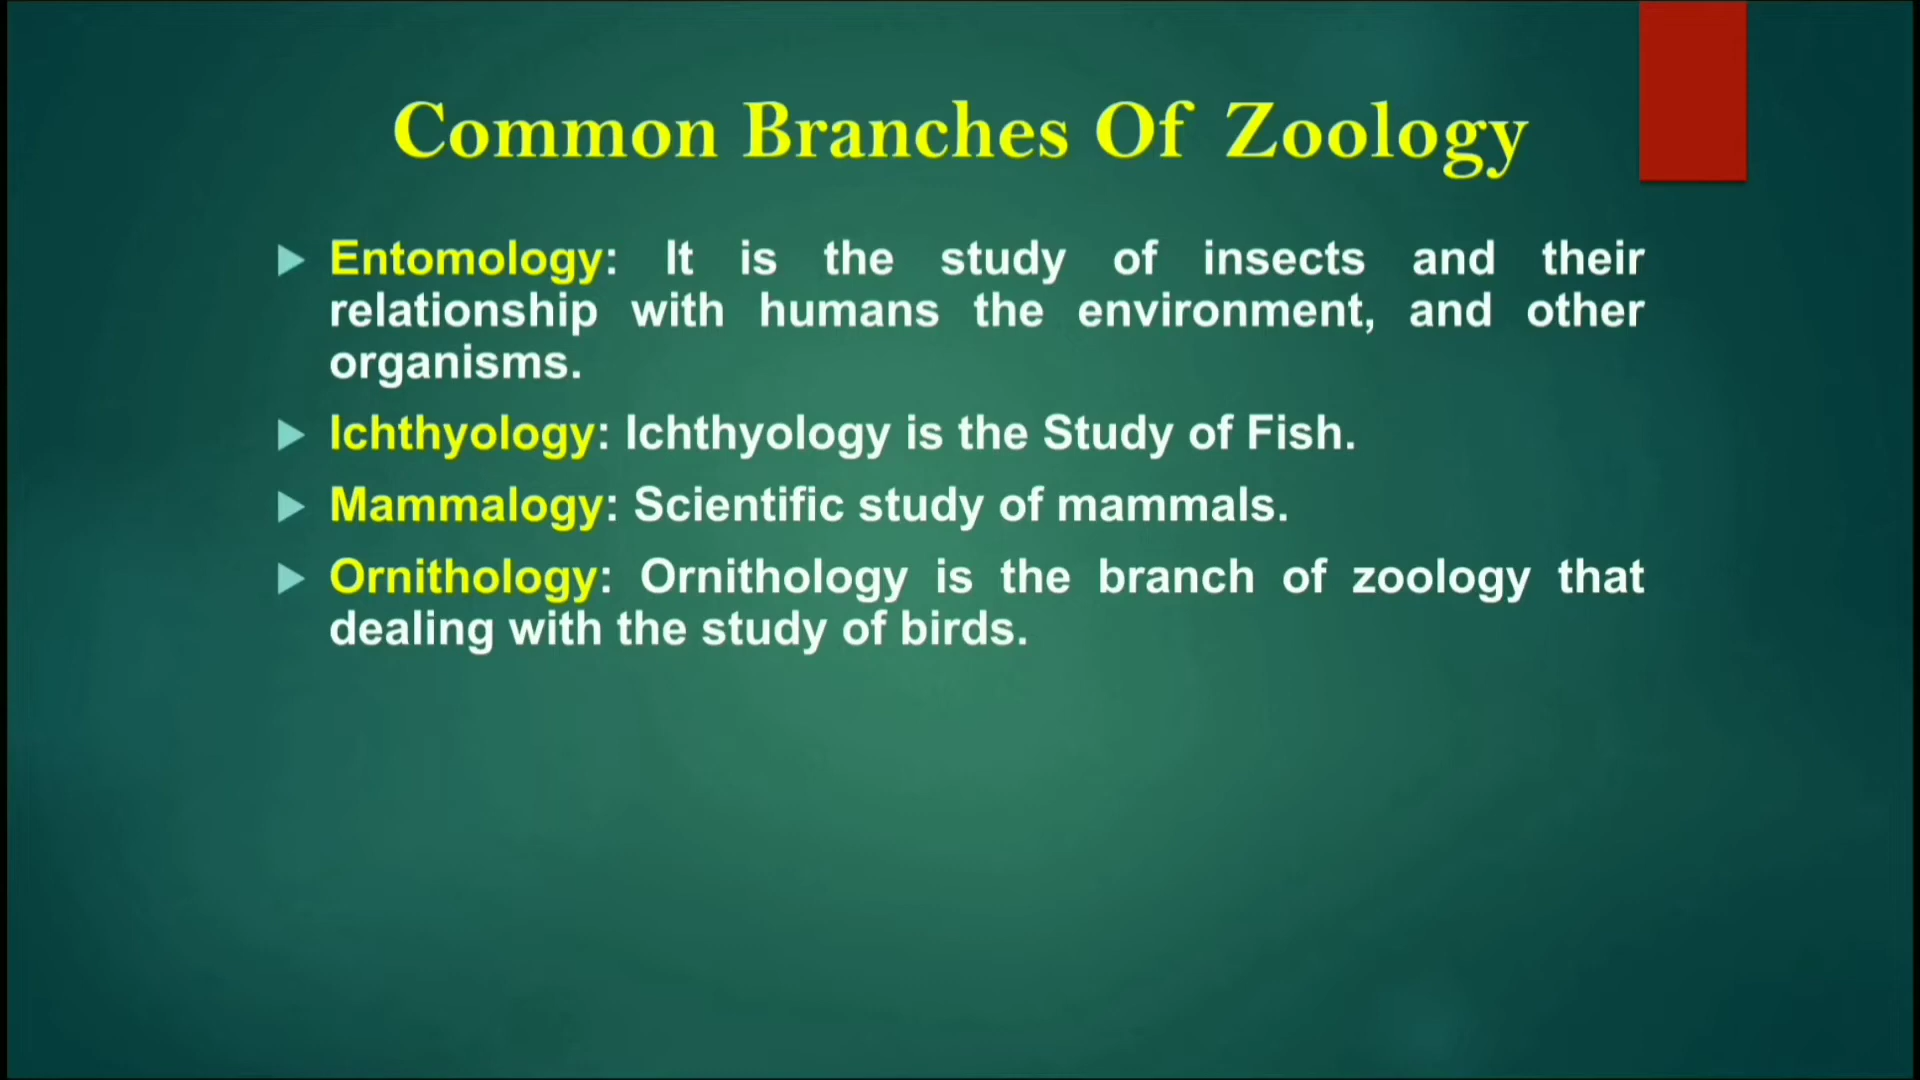 Common Branches Of Zoology
Entomology: It is the study of insects and their
relationship with humans the environment, and other
organisms.
Ichthyology: Ichthyology is the Study of Fish.
Mammalogy: Scientific study of mammals.
Ornithology: Ornithology is the branch of zoology that
dealing with the study of birds.